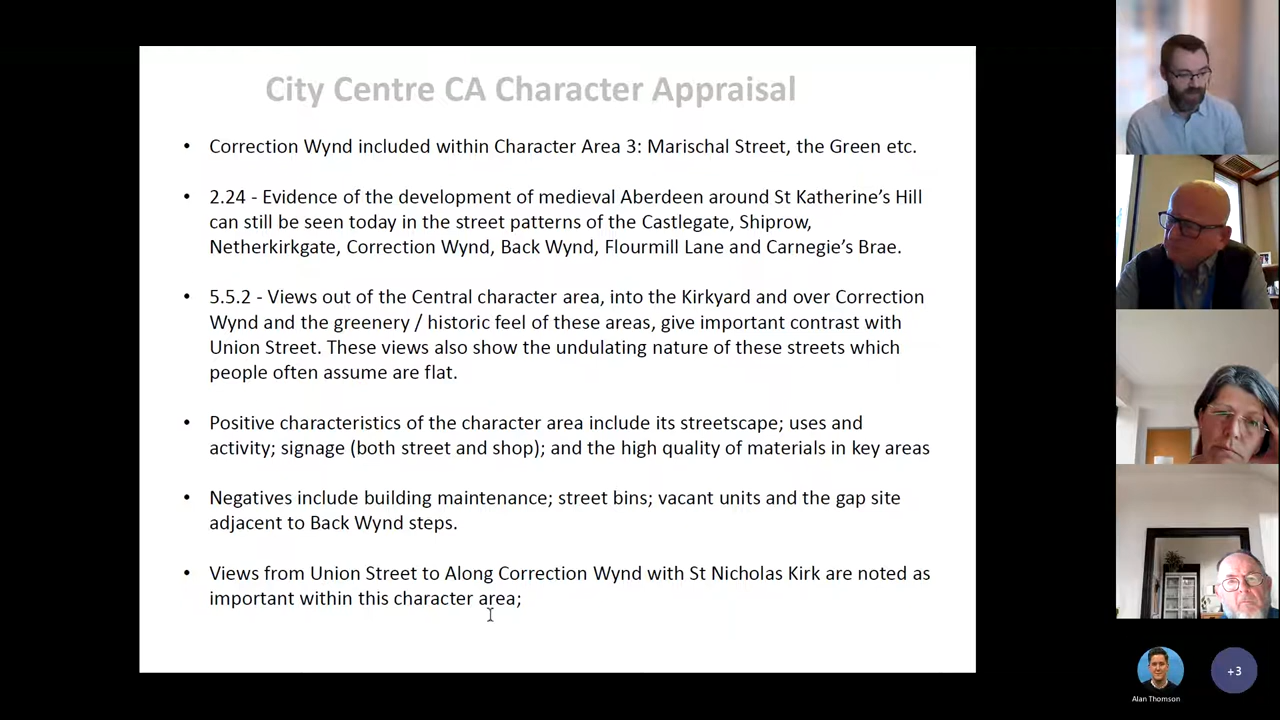 City Centre CA Character Appraisal
• Correction Wynd included within Character Area 3: Marischal Street, the Green etc.
• 2.24 - Evidence of the development of medieval Aberdeen around St Katherine’s Hill
can still be seen today in the street patterns of the Castlegate, Shiprow,
Netherkirkgate, Correction Wynd, Back Wynd, Flourmill Lane and Carnegie’s Brae.
• 5.5.2 - Views out of the Central character area, into the Kirkyard and over Correction
Wynd and the greenery / historic feel of these areas, give important contrast with
Union Street. These views also show the undulating nature of these streets which
people often assume are flat.
• Positive characteristics of the character area include its streetscape; uses and
activity; signage (both street and shop); and the high quality of materials in key areas
• Negatives include building maintenance; street bins; vacant units and the gap site
adjacent to Back Wynd steps.
• Views from Union Street to Along Correction Wynd with St Nicholas Kirk are noted as
important within this character area;
Alan Thomson
+3